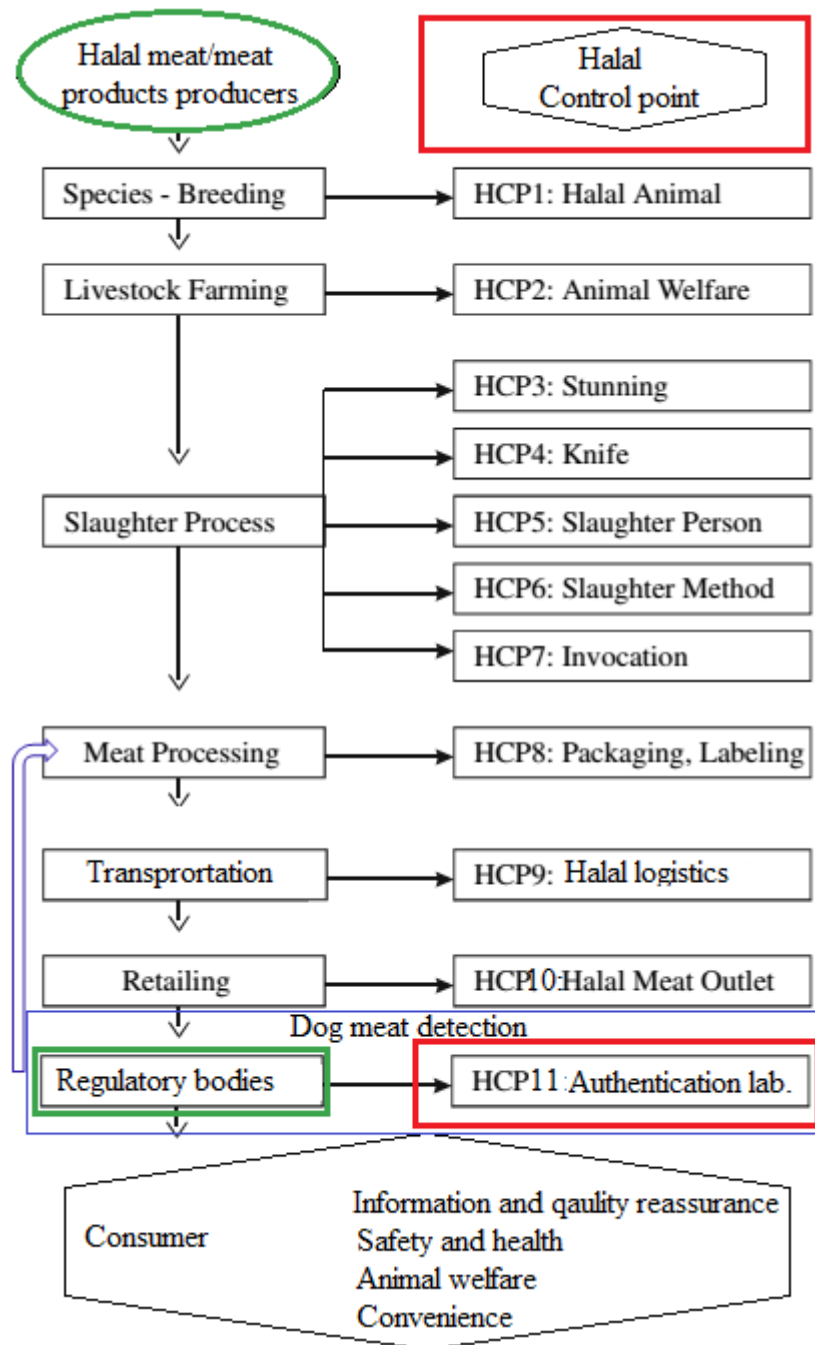 Halal meat/meat
products producers
Halal
Control point
Species - Breeding
HCP1: Halal Animal
Livestock Farming
HCP2: Animal Welfare
HCP3: Stunning
HCP4: Knife
Slaughter Process
HCP5: Slaughter Person
HCP6: Slaughter Method
HCP7: Invocation
Meat Processing
HCP8: Packaging, Labeling
Transprortation
HCP9: Halal logistics
Retailing
HCP10:Halal Meat Outlet
Dog meat detection
Regulatory bodies
HCP11:Authentication lab.
Consumer
Information and qaulity reassurance
Safety and health
Animal welfare
Convenience